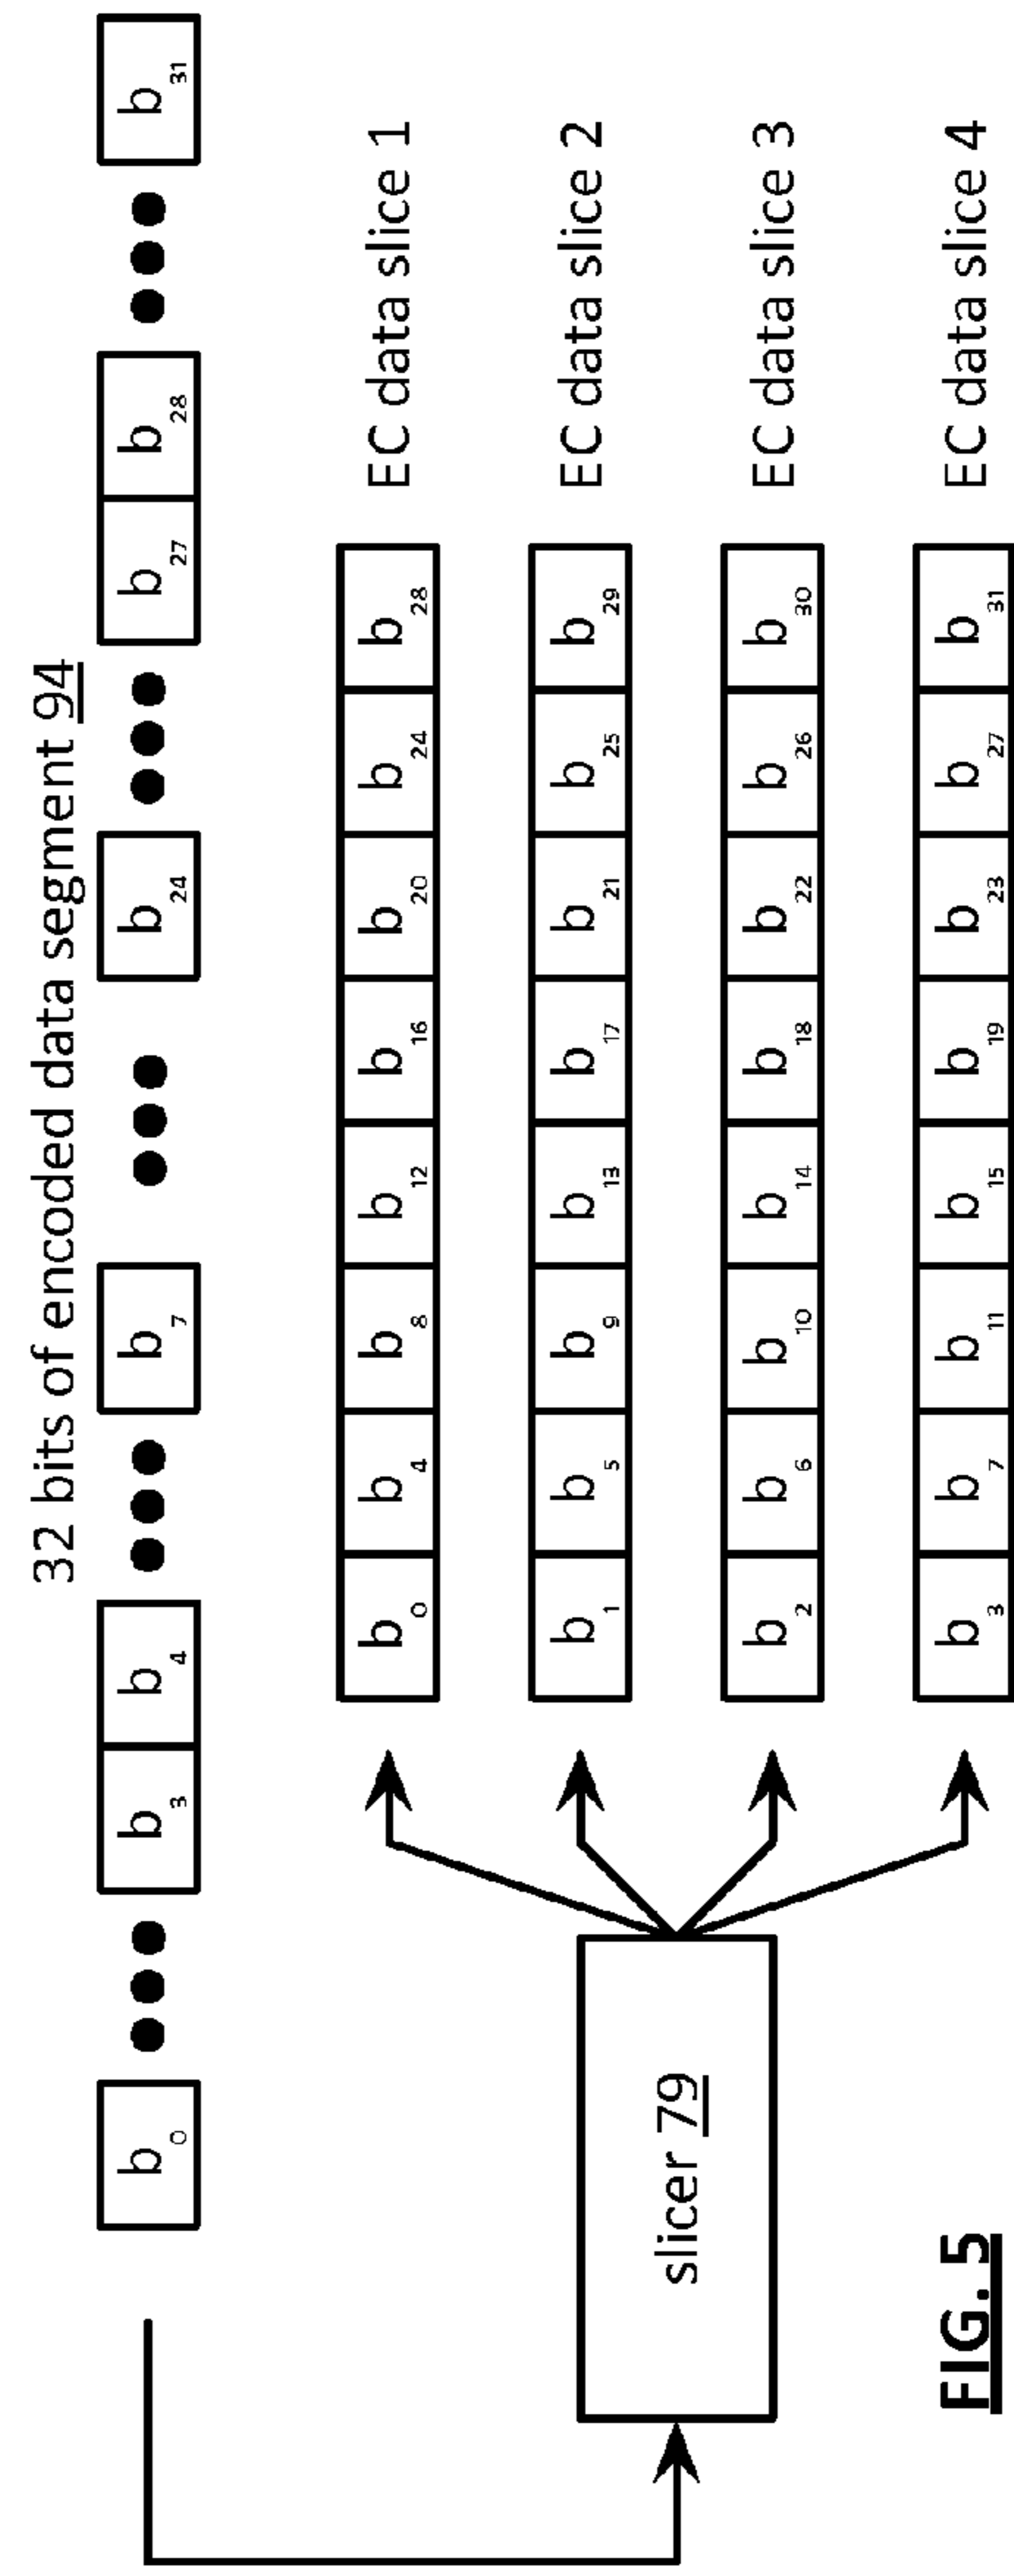 32 bits of encoded data segment 94
b0 ••• b3 b4 ••• b7 ••• b24 ••• b27 b28 ••• b31
b0 b4 b8 b12 b16 b20 b24 b28 EC data slice 1
b1 b5 b9 b13 b17 b21 b25 b29 EC data slice 2
slicer 79
b2 b6 b10 b14 b18 b22 b26 b30 EC data slice 3
b3 b7 b11 b15 b19 b23 b27 b31 EC data slice 4
FIG. 5